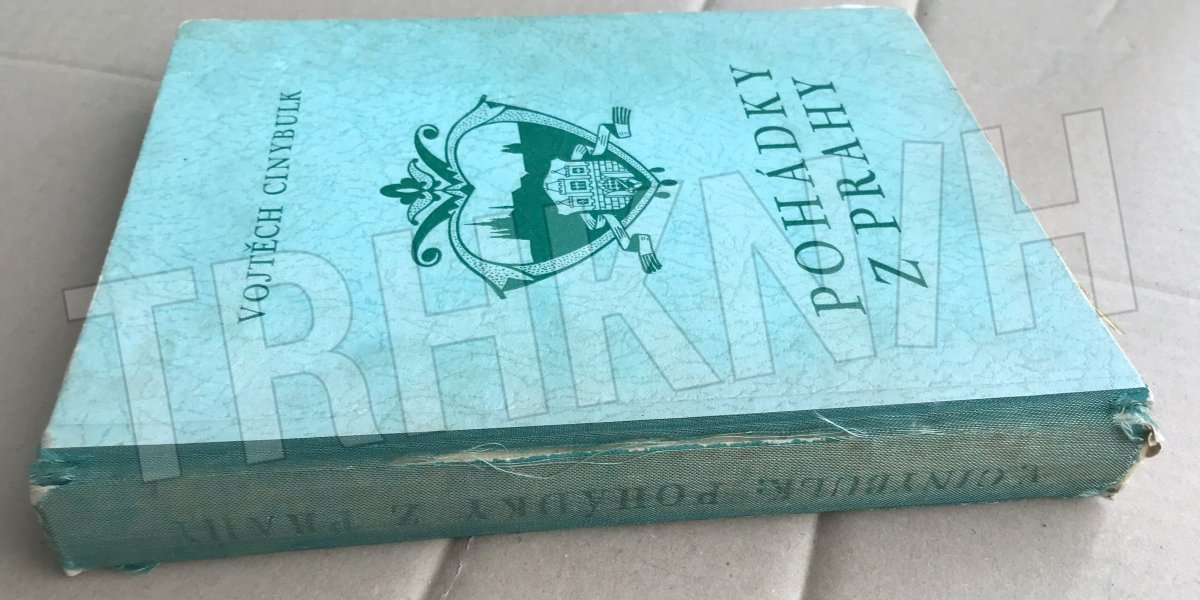 VOJTĚCH CINYBULK
POHÁDKY
Z PRAHY
V. CINYBULK: POHÁDKY Z PRAHY
TRHKNIH